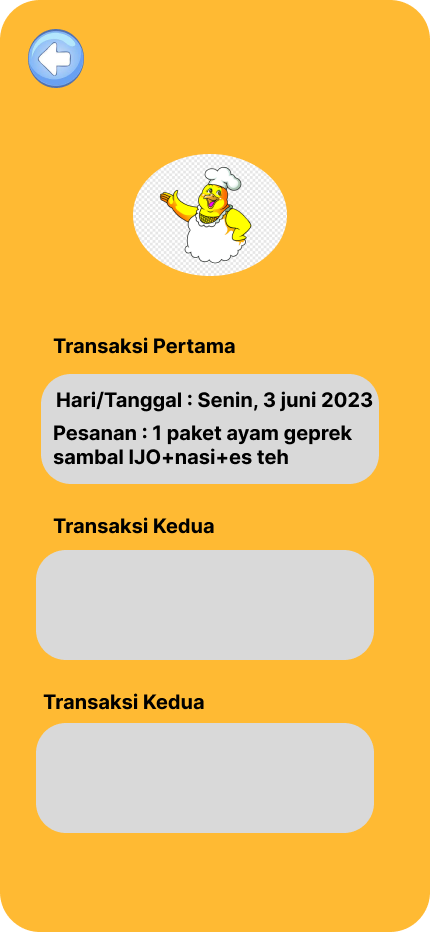 Transaksi Pertama
Hari/Tanggal : Senin, 3 juni 2023
Pesanan : 1 paket ayam geprek
sambal IJO+nasi+es teh
Transaksi Kedua
Transaksi Kedua